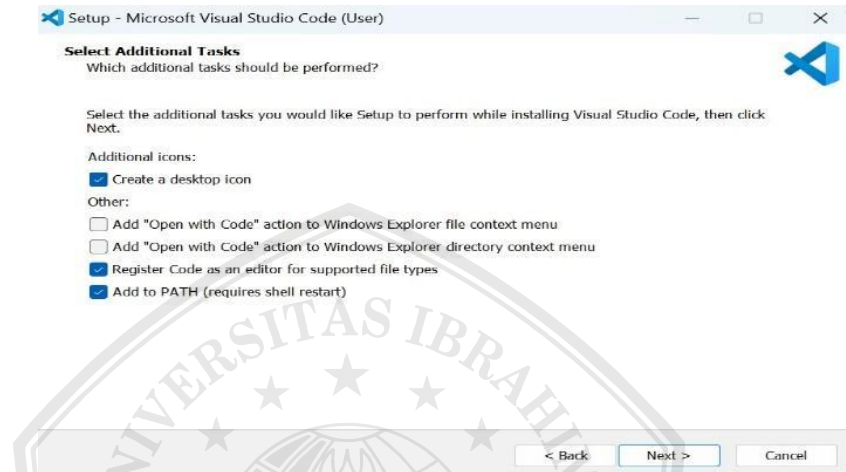 Setup - Microsoft Visual Studio Code (User)
Select Additional Tasks
Which additional tasks should be performed?
Select the additional tasks you would like Setup to perform while installing Visual Studio Code, then click
Next.
Additional icons:
Create a desktop icon
Other:
Add "Open with Code" action to Windows Explorer file context menu
Add "Open with Code" action to Windows Explorer directory context menu
Register Code as an editor for supported file types
Add to PATH (requires shell restart)
< Back
Next >
Cancel